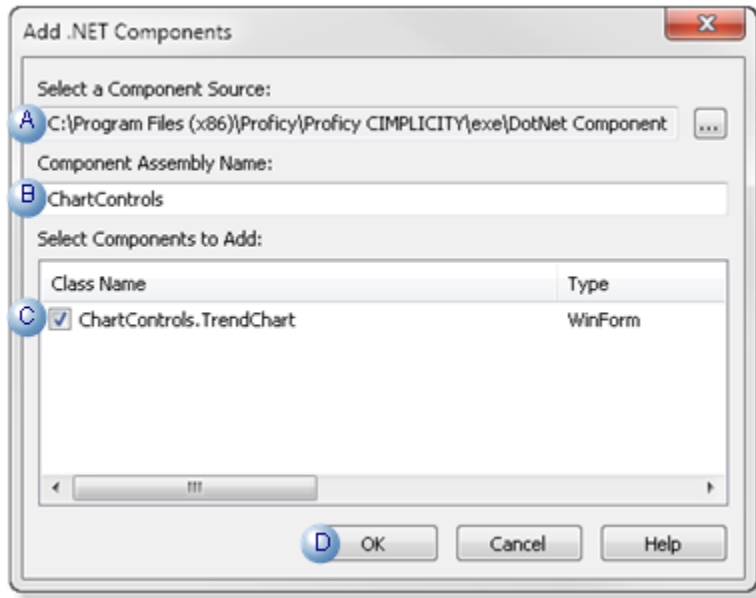 Add .NET Components
Select a Component Source:
A C:\Program Files (x86)\Proficy\Proficy CIMPLICITY\exe\DotNet Component ...
Component Assembly Name:
B ChartControls
Select Components to Add:
Class Name Type
C ChartControls.TrendChart WinForm
D OK Cancel Help